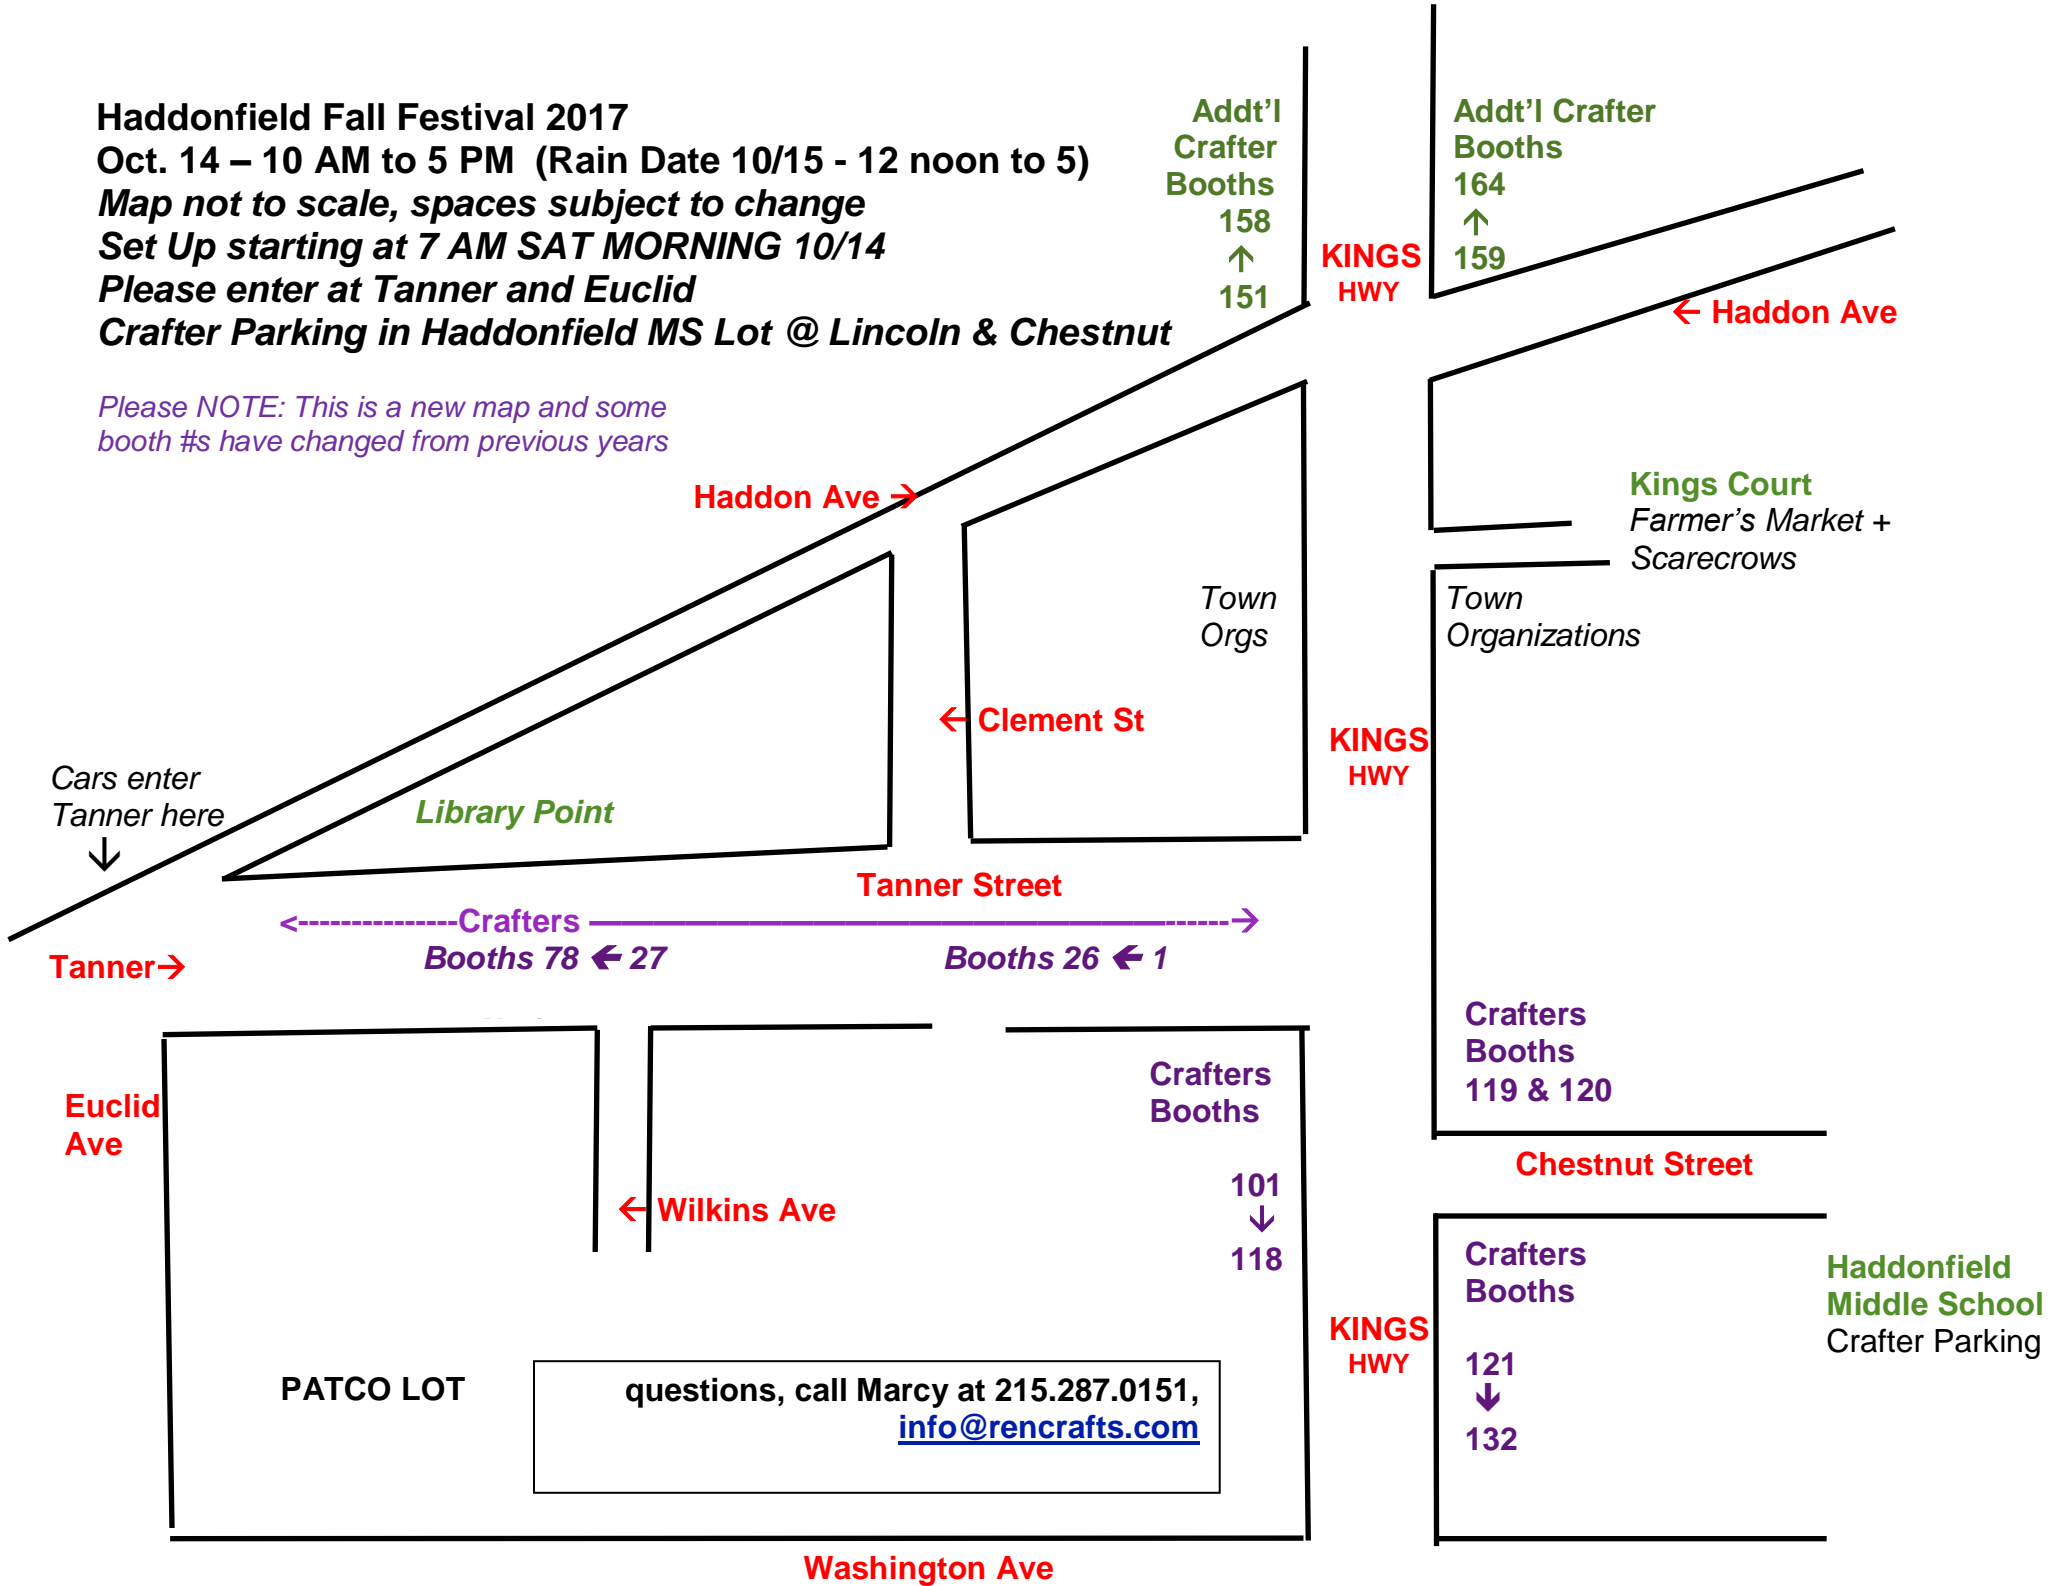 Haddonfield Fall Festival 2017
Oct. 14 – 10 AM to 5 PM (Rain Date 10/15 - 12 noon to 5)
Map not to scale, spaces subject to change
Set Up starting at 7 AM SAT MORNING 10/14
Please enter at Tanner and Euclid
Crafter Parking in Haddonfield MS Lot @ Lincoln & Chestnut
Please NOTE: This is a new map and some
booth #s have changed from previous years
Addt’l
Crafter
Booths
158
↑
151
KINGS
HWY
Addt’l Crafter
Booths
164
↑
159
← Haddon Ave
Haddon Ave →
Kings Court
Farmer’s Market +
Scarecrows
Town
Orgs
Town
Organizations
← Clement St
KINGS
HWY
Cars enter
Tanner here
↓
Library Point
Tanner Street
<---------------Crafters ——————————————————------→
Booths 78 ← 27
Booths 26 ← 1
Tanner→
Crafters
Booths
119 & 120
Euclid
Ave
Crafters
Booths
101
↓
118
← Wilkins Ave
Chestnut Street
Crafters
Booths
121
↓
132
Haddonfield
Middle School
Crafter Parking
KINGS
HWY
PATCO LOT
questions, call Marcy at 215.287.0151,
info@rencrafts.com
Washington Ave